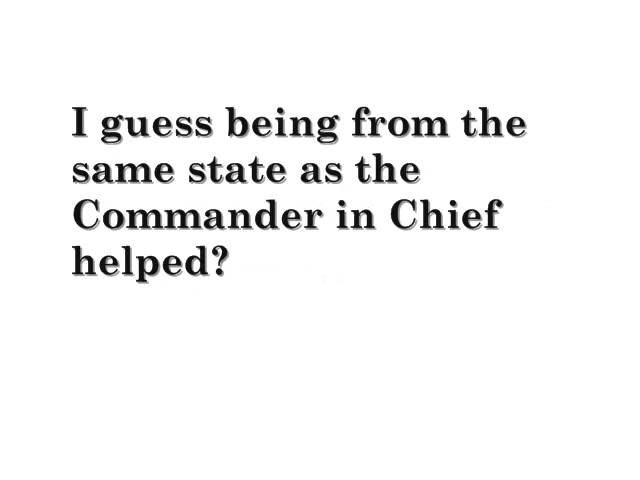 I guess being from the
same state as the
Commander in Chief
helped?